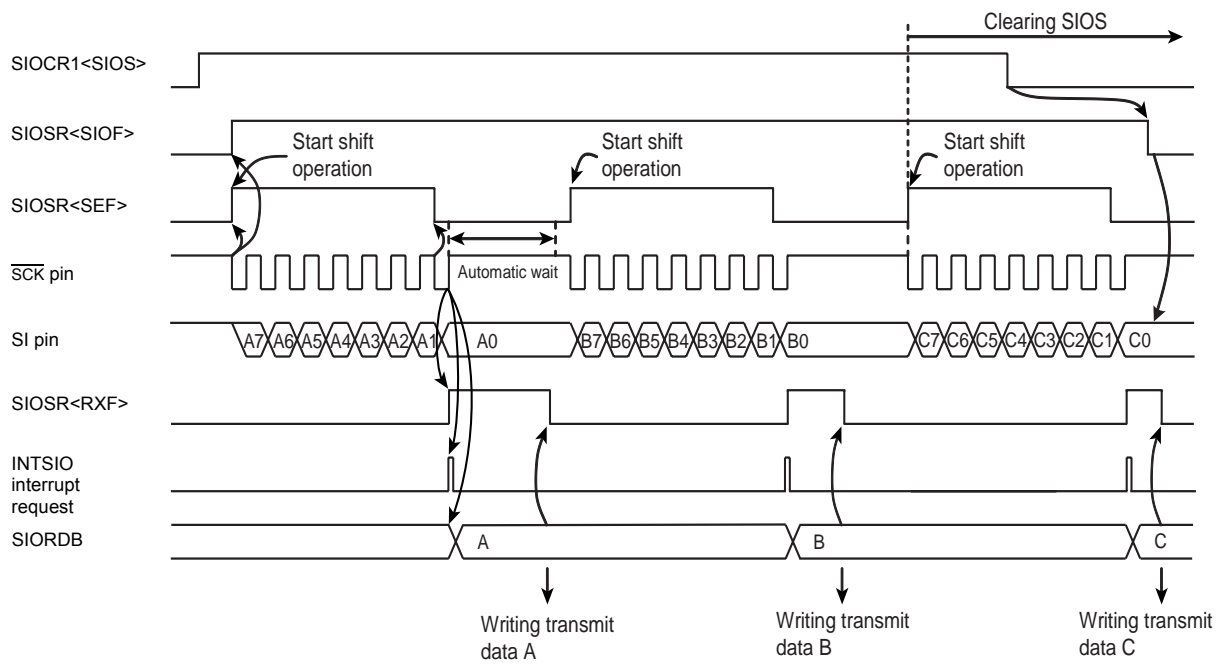 Clearing SIOS
SIOCR1<SIOS>
SIOSR<SIOF>
Start shift
operation
Start shift
operation
Start shift
operation
SIOSR<SEF>
SCK pin
Automatic wait
SI pin
A7 A6 A5 A4 A3 A2 A1 A0 B7 B6 B5 B4 B3 B2 B1 B0 C7 C6 C5 C4 C3 C2 C1 C0
SIOSR<RXF>
INTSIO
interrupt
request
SIORDB
A B C
Writing transmit
data A
Writing transmit
data B
Writing transmit
data C